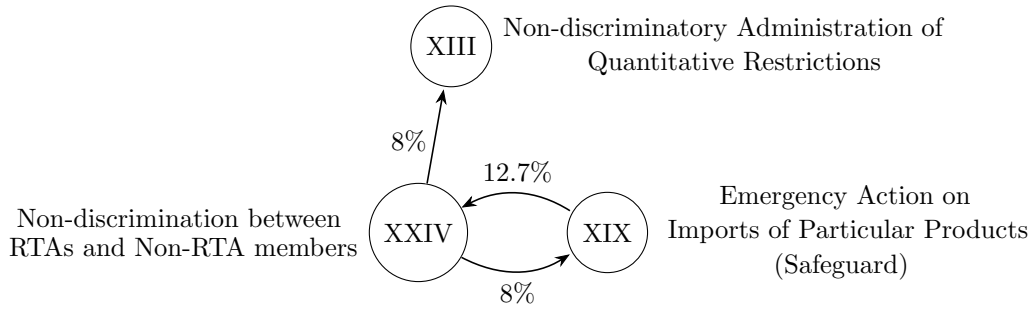 XIII
Non-discriminatory Administration of
Quantitative Restrictions
8%
12.7%
Non-discrimination between
RTAs and Non-RTA members
XXIV
XIX
Emergency Action on
Imports of Particular Products
(Safeguard)
8%